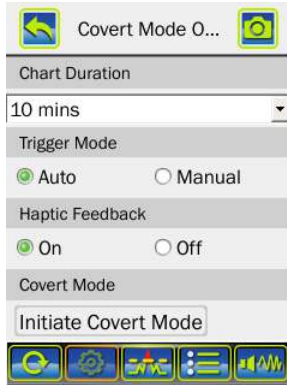 Covert Mode O...
Chart Duration
10 mins
Trigger Mode
Auto Manual
Haptic Feedback
On Off
Covert Mode
Initiate Covert Mode